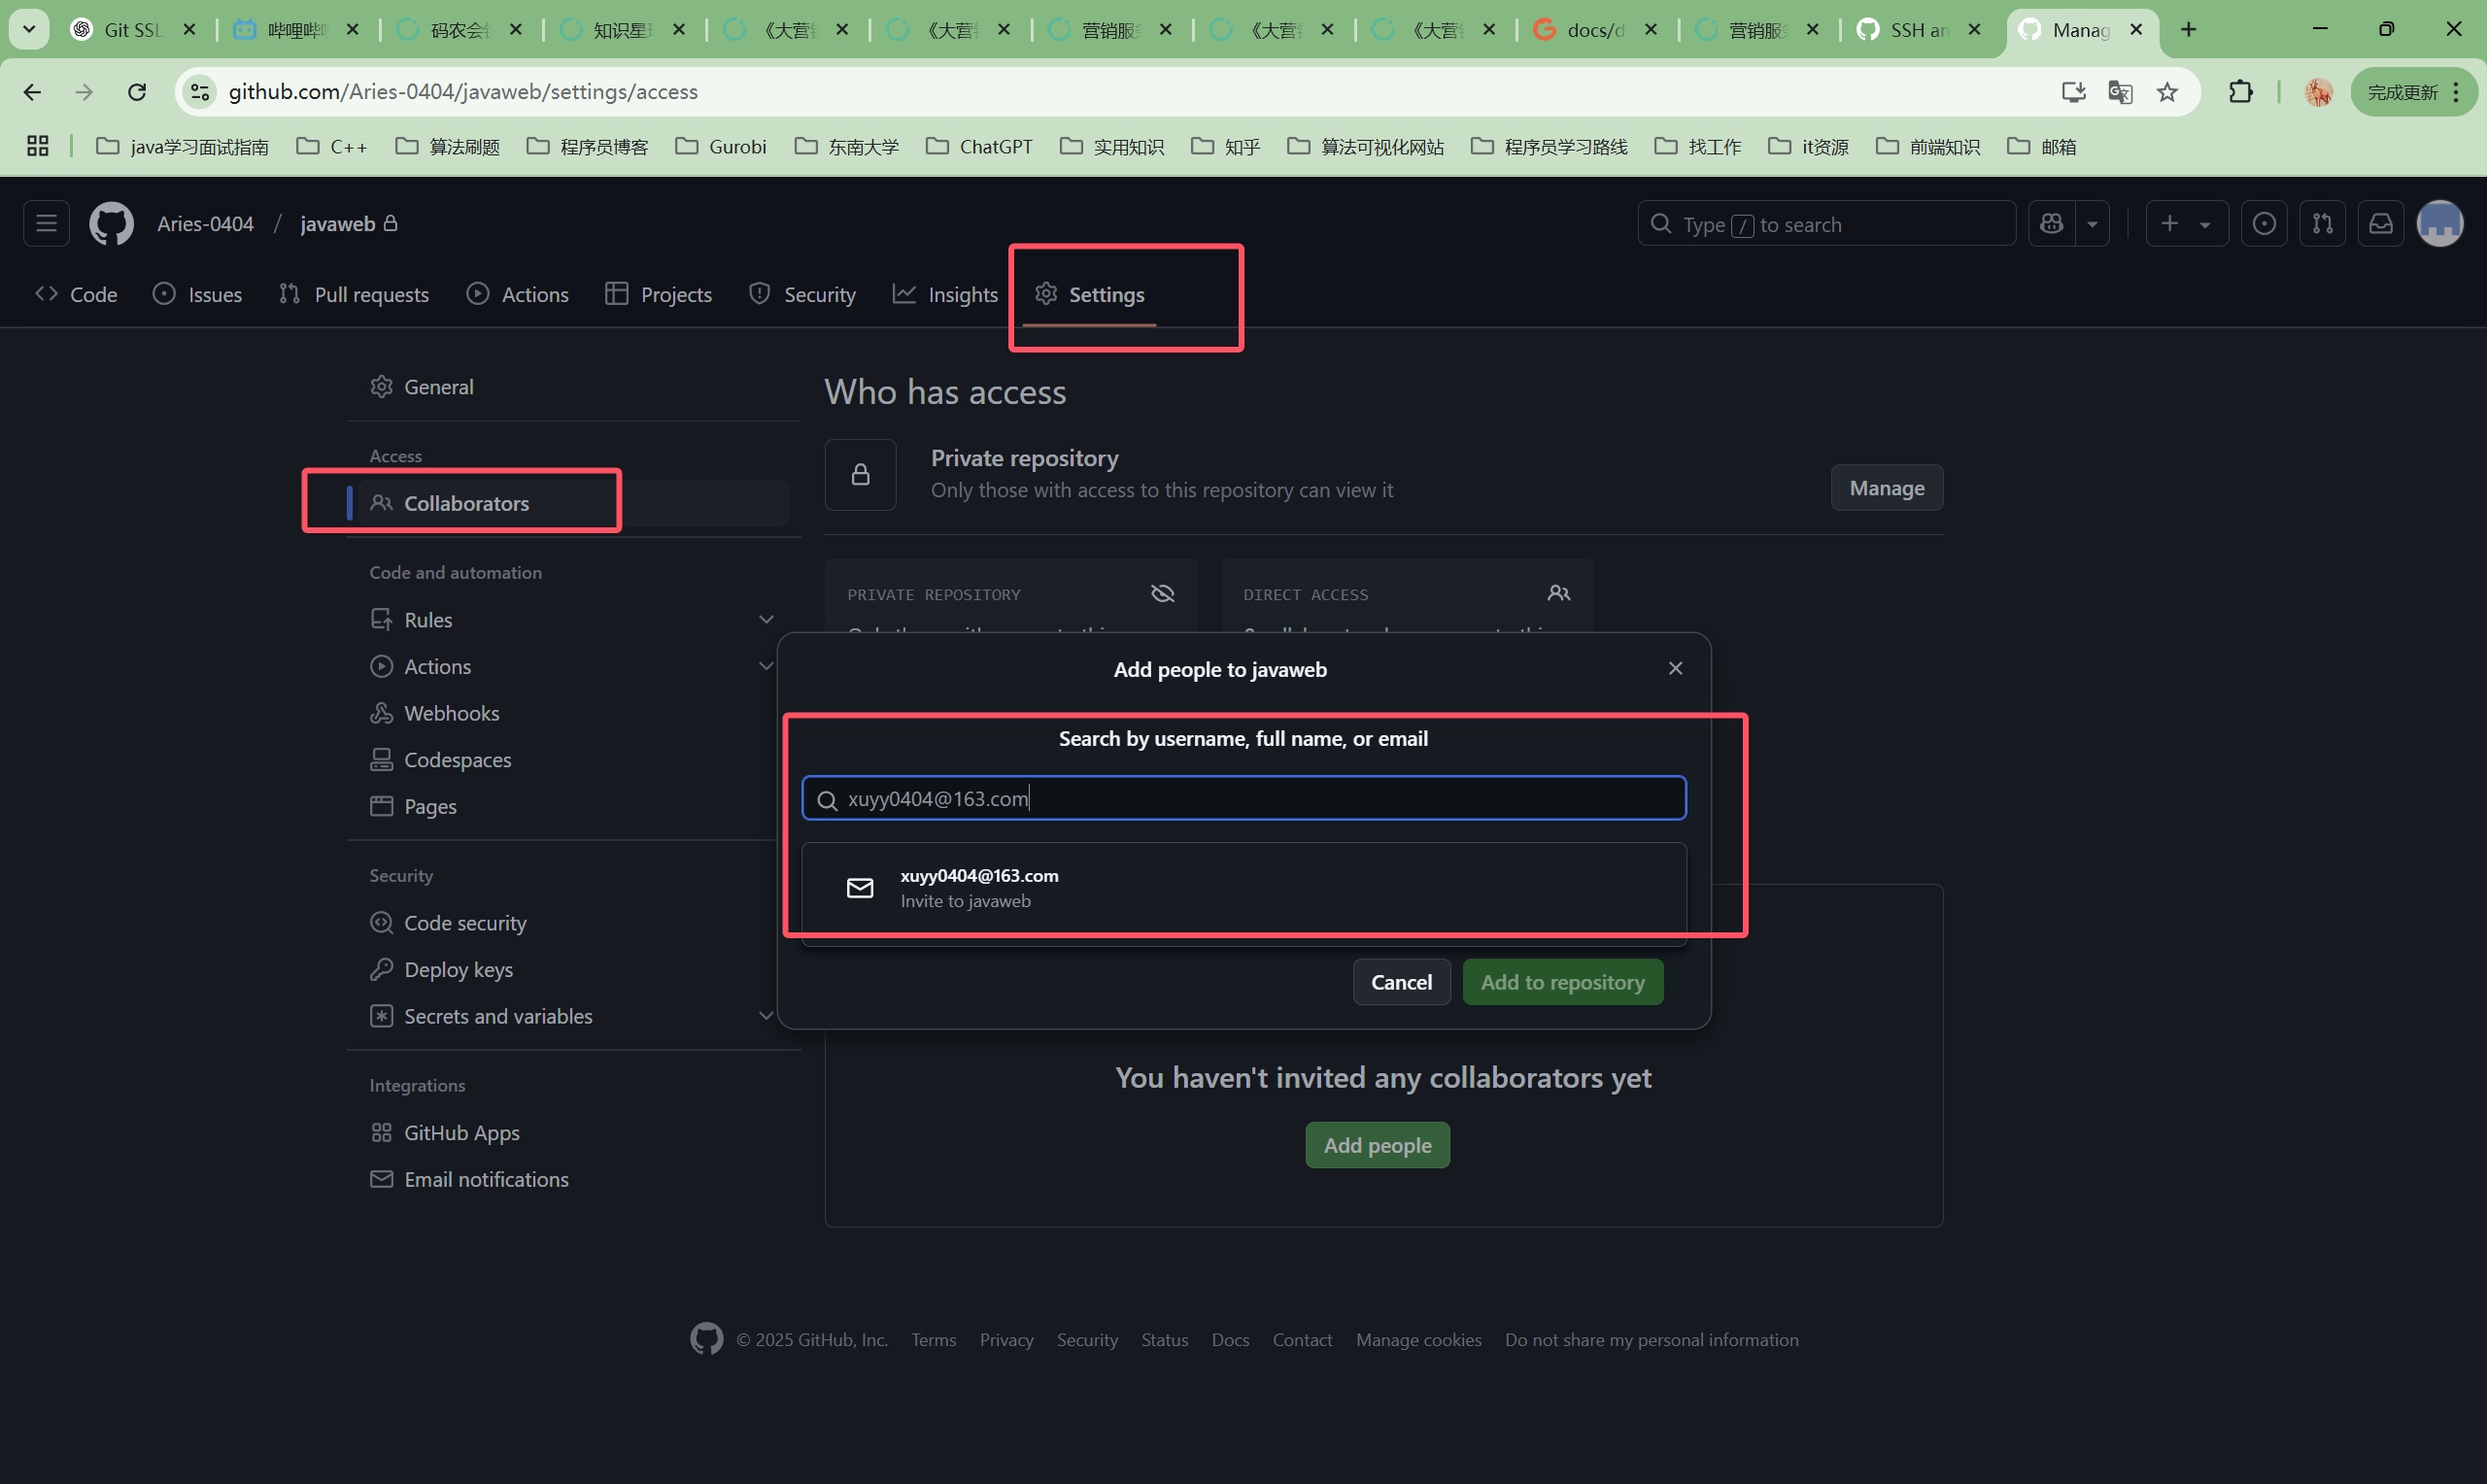 Git SSL
哔哩哔哩
码农会
知识星
《大营
《大营
营销服
《大营
《大营
docs/d
营销服
SSH an
Manag
github.com/Aries-0404/javaweb/settings/access
完成更新
java学习面试指南
C++
算法刷题
程序员博客
Gurobi
东南大学
ChatGPT
实用知识
知乎
算法可视化网站
程序员学习路线
找工作
it资源
前端知识
邮箱
Aries-0404 / javaweb
Type / to search
Code
Issues
Pull requests
Actions
Projects
Security
Insights
Settings
General
Access
Collaborators
Code and automation
Rules
Actions
Webhooks
Codespaces
Pages
Security
Code security
Deploy keys
Secrets and variables
Integrations
GitHub Apps
Email notifications
Who has access
Private repository
Only those with access to this repository can view it
Manage
PRIVATE REPOSITORY
DIRECT ACCESS
Add people to javaweb
Search by username, full name, or email
xuyy0404@163.com
xuyy0404@163.com
Invite to javaweb
Cancel
Add to repository
You haven't invited any collaborators yet
Add people
© 2025 GitHub, Inc.
Terms
Privacy
Security
Status
Docs
Contact
Manage cookies
Do not share my personal information